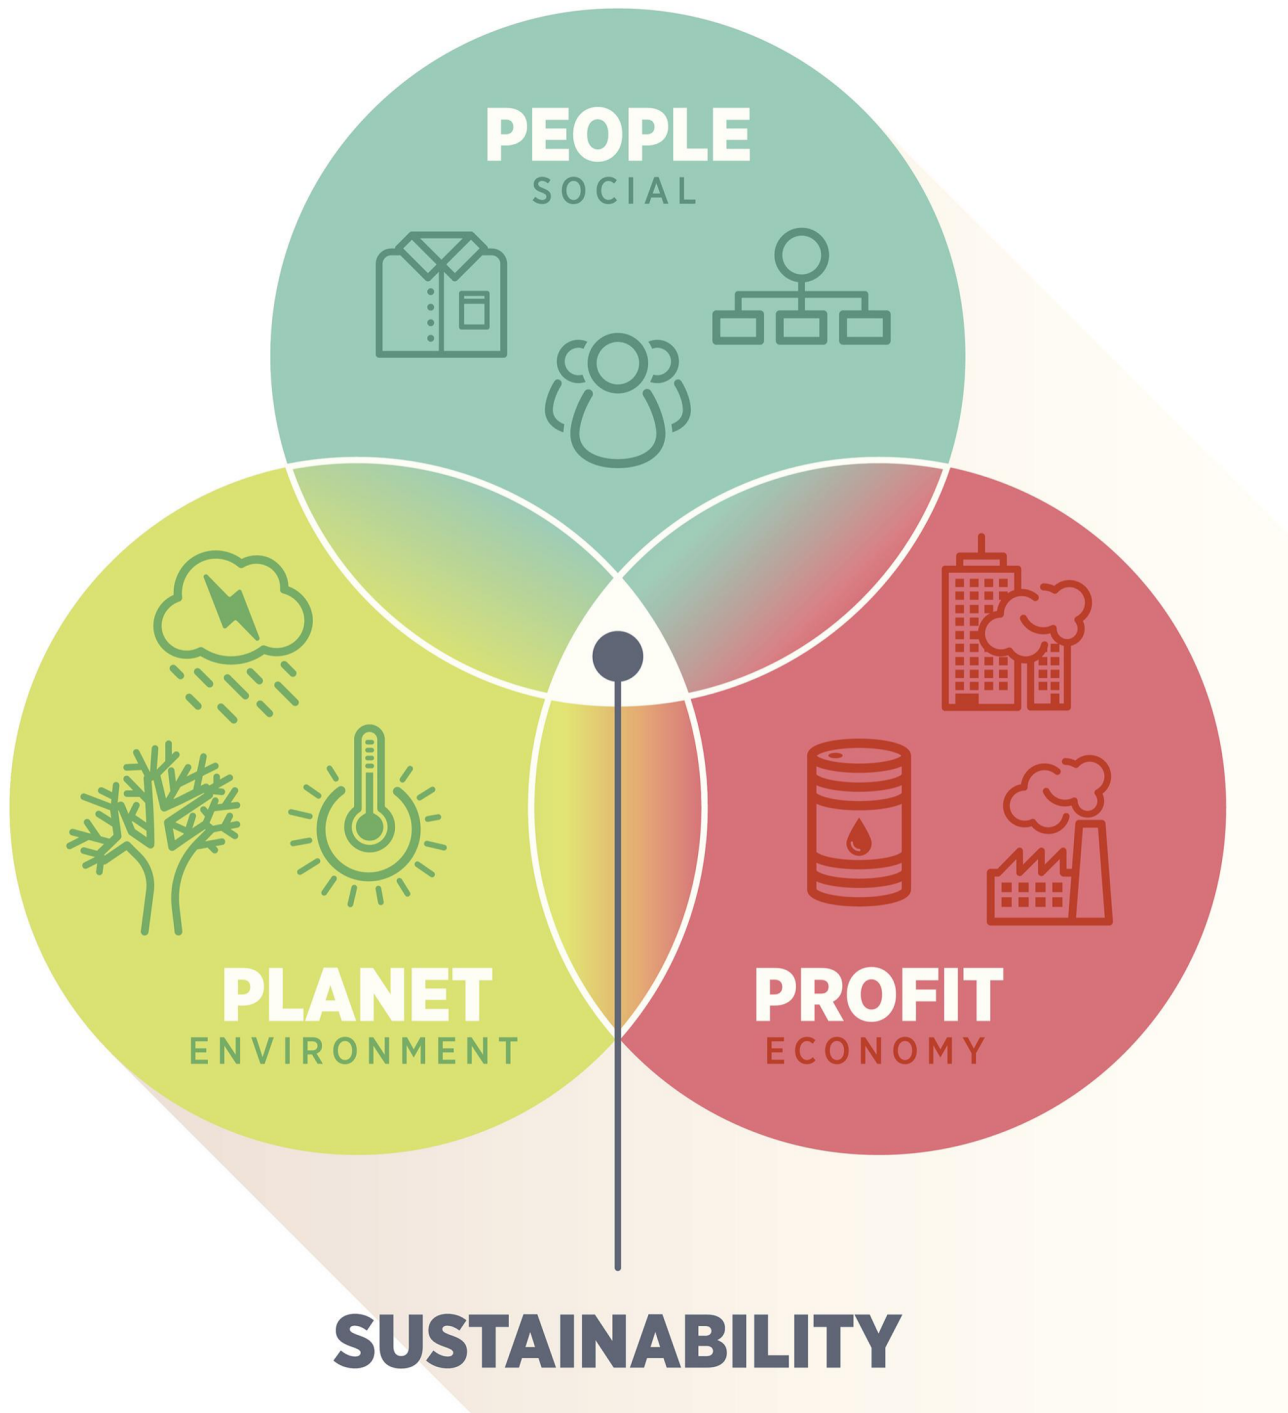 PEOPLE
SOCIAL
PLANET
ENVIRONMENT
PROFIT
ECONOMY
SUSTAINABILITY